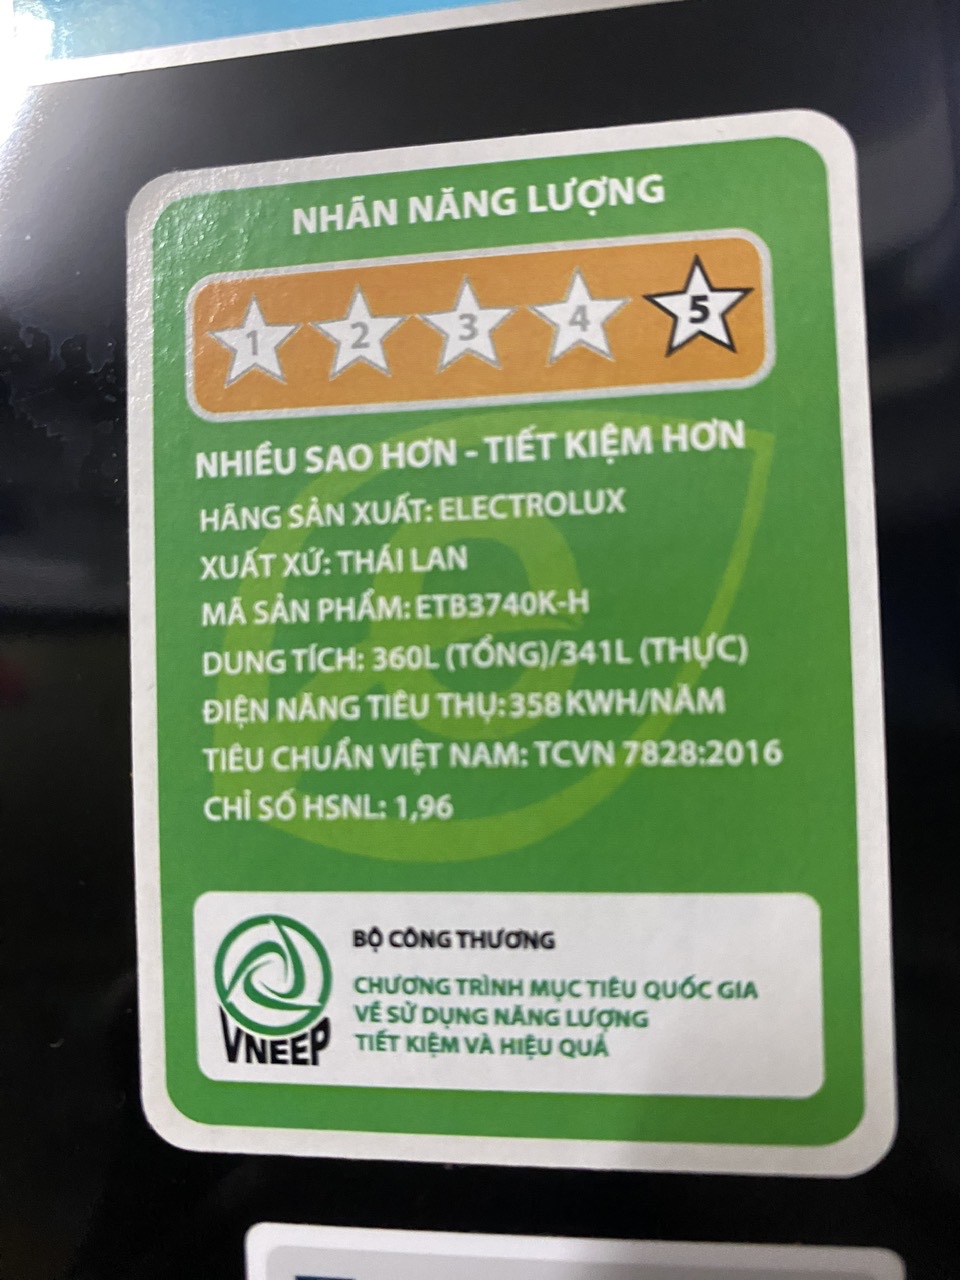 NHÃN NĂNG LƯỢNG
1 2 3 4 5
NHIỀU SAO HƠN - TIẾT KIỆM HƠN
HÃNG SẢN XUẤT: ELECTROLUX
XUẤT XỨ: THÁI LAN
MÃ SẢN PHẨM: ETB3740K-H
DUNG TÍCH: 360L (TỔNG)/341L (THỰC)
ĐIỆN NĂNG TIÊU THỤ: 358 KWH/NĂM
TIÊU CHUẨN VIỆT NAM: TCVN 7828:2016
CHỈ SỐ HSNL: 1,96
BỘ CÔNG THƯƠNG
CHƯƠNG TRÌNH MỤC TIÊU QUỐC GIA
VỀ SỬ DỤNG NĂNG LƯỢNG
TIẾT KIỆM VÀ HIỆU QUẢ
VNEEP